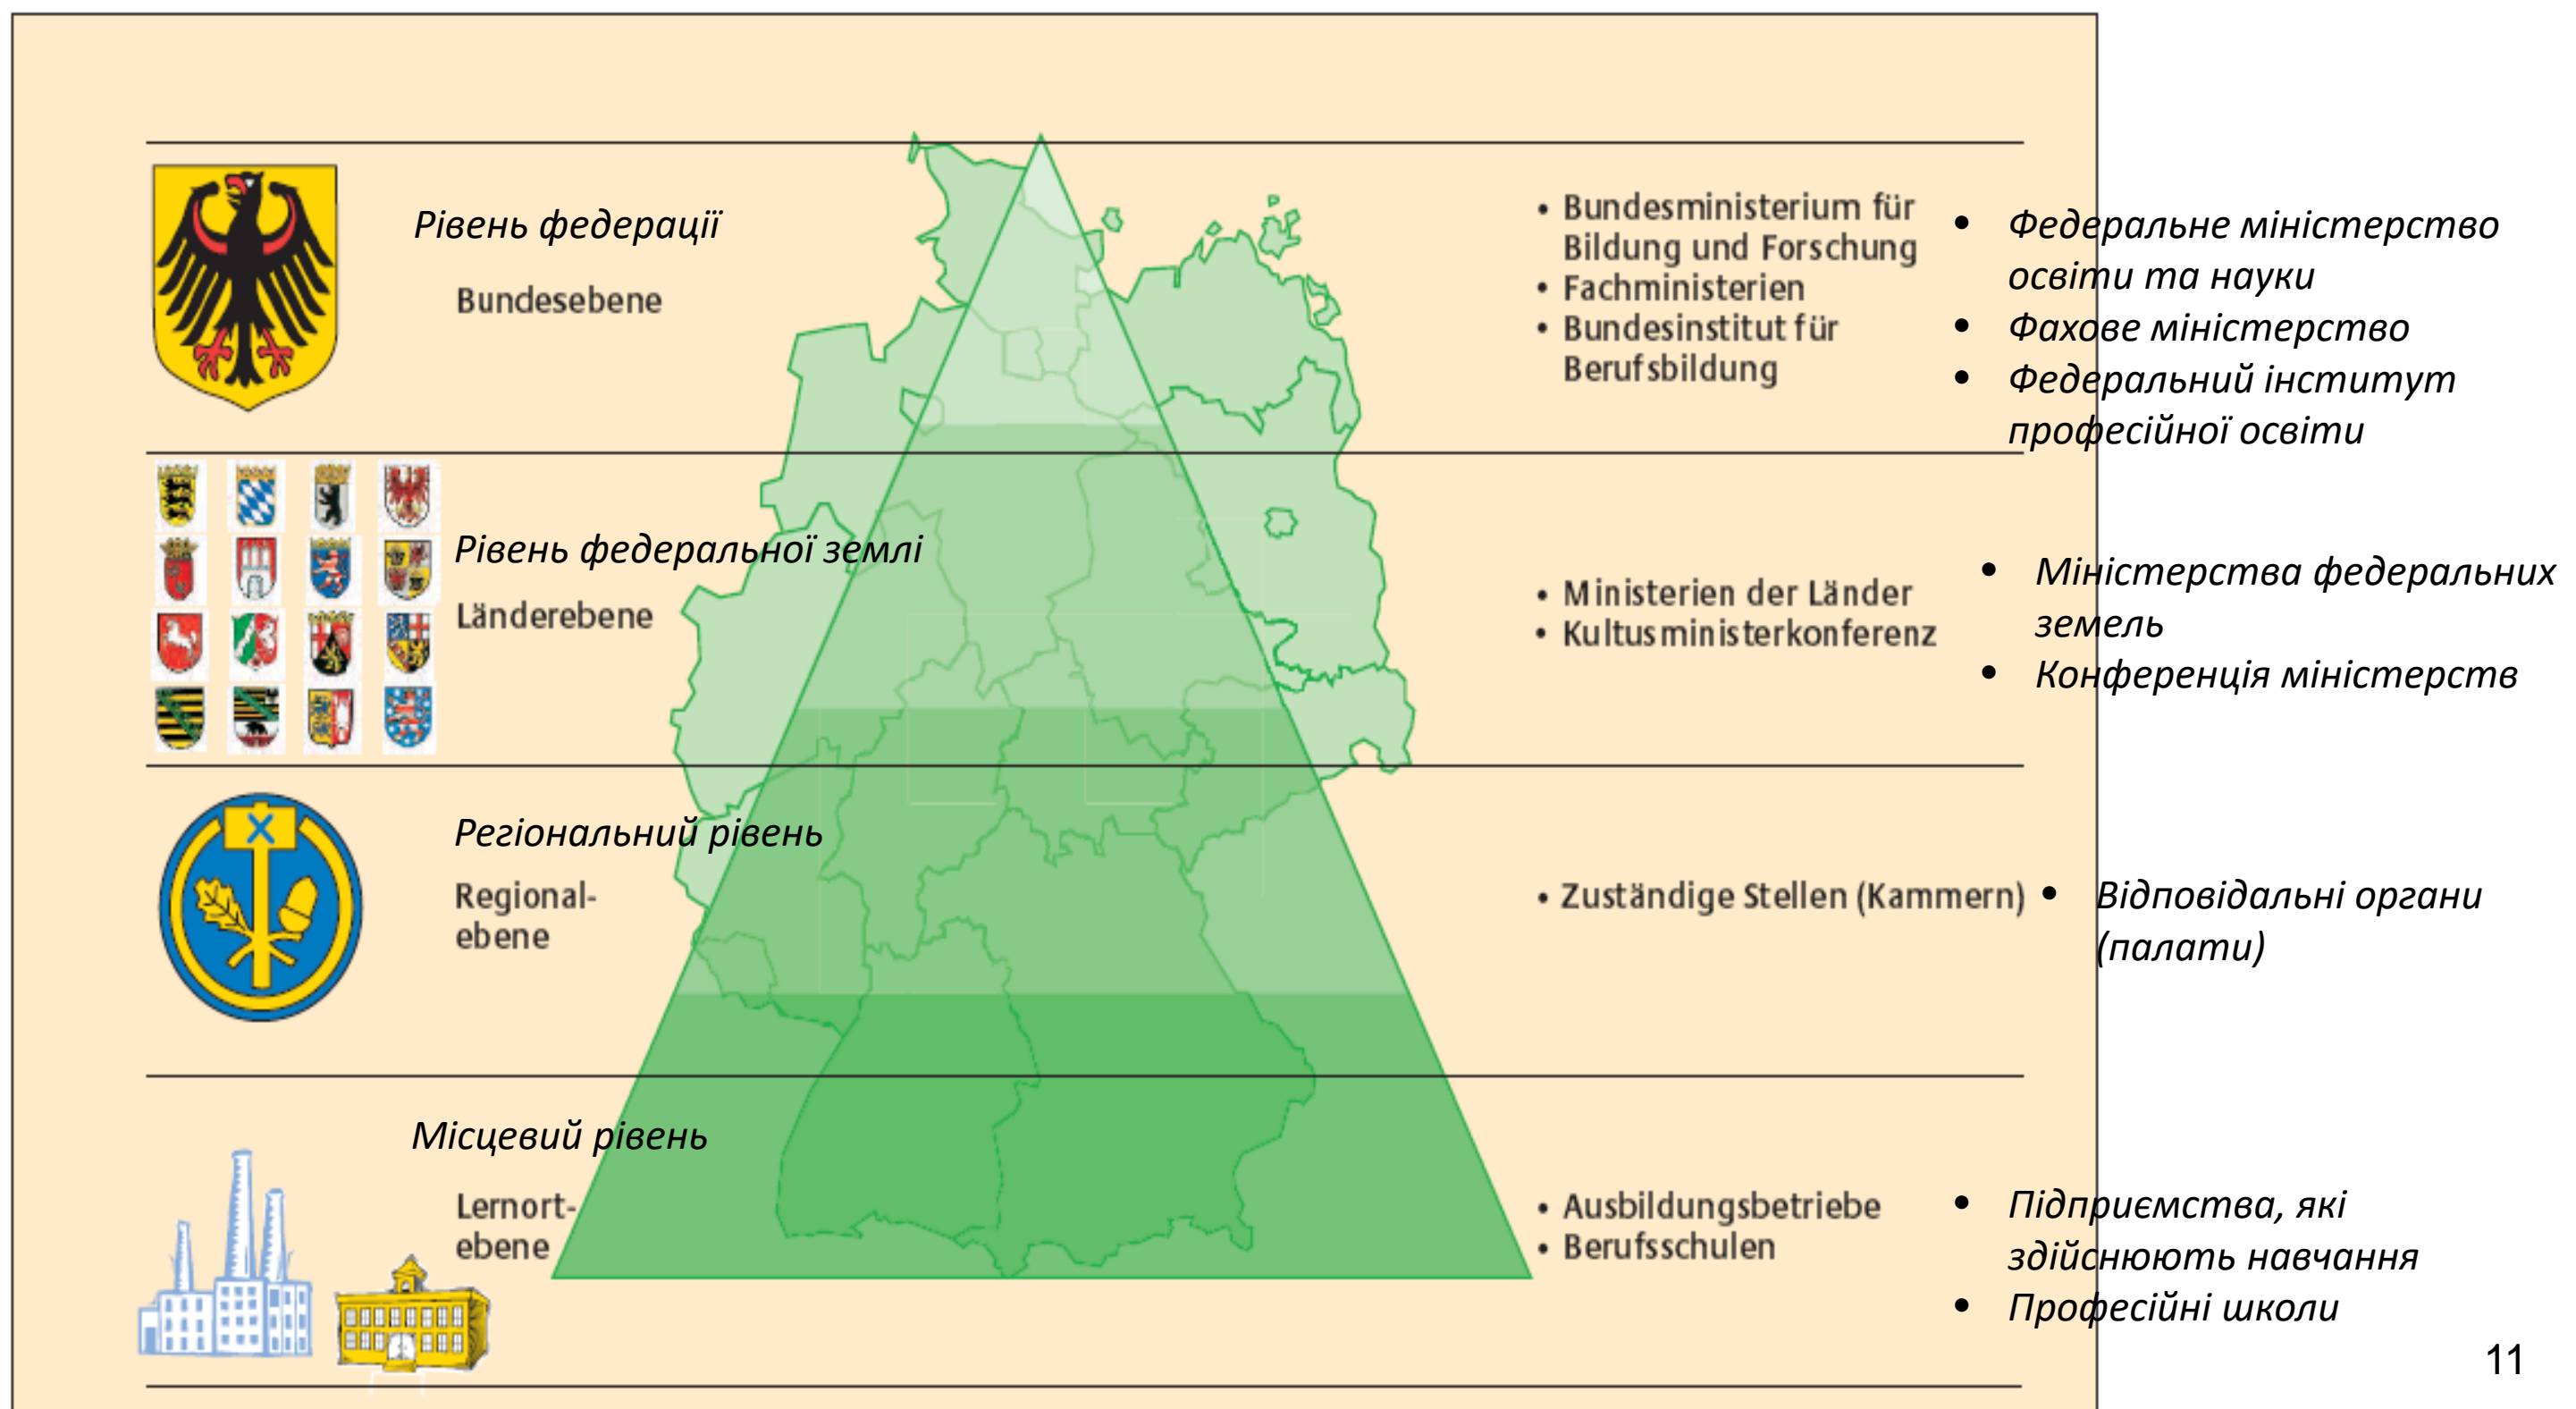 Рівень федерації
Bundesebene
• Bundesministerium für
Bildung und Forschung
• Fachministerien
• Bundesinstitut für
Berufsbildung
• Федеральне міністерство
освіти та науки
• Фахове міністерство
• Федеральний інститут
професійної освіти
Рівень федеральної землі
Länderebene
• Ministerien der Länder
• Kultusministerkonferenz
• Міністерства федеральних
земель
• Конференція міністерств
Регіональний рівень
Regional-
ebene
• Zuständige Stellen (Kammern)
• Відповідальні органи
(палати)
Місцевий рівень
Lernort-
ebene
• Ausbildungsbetriebe
• Berufsschulen
• Підприємства, які
здійснюють навчання
• Професійні школи
11